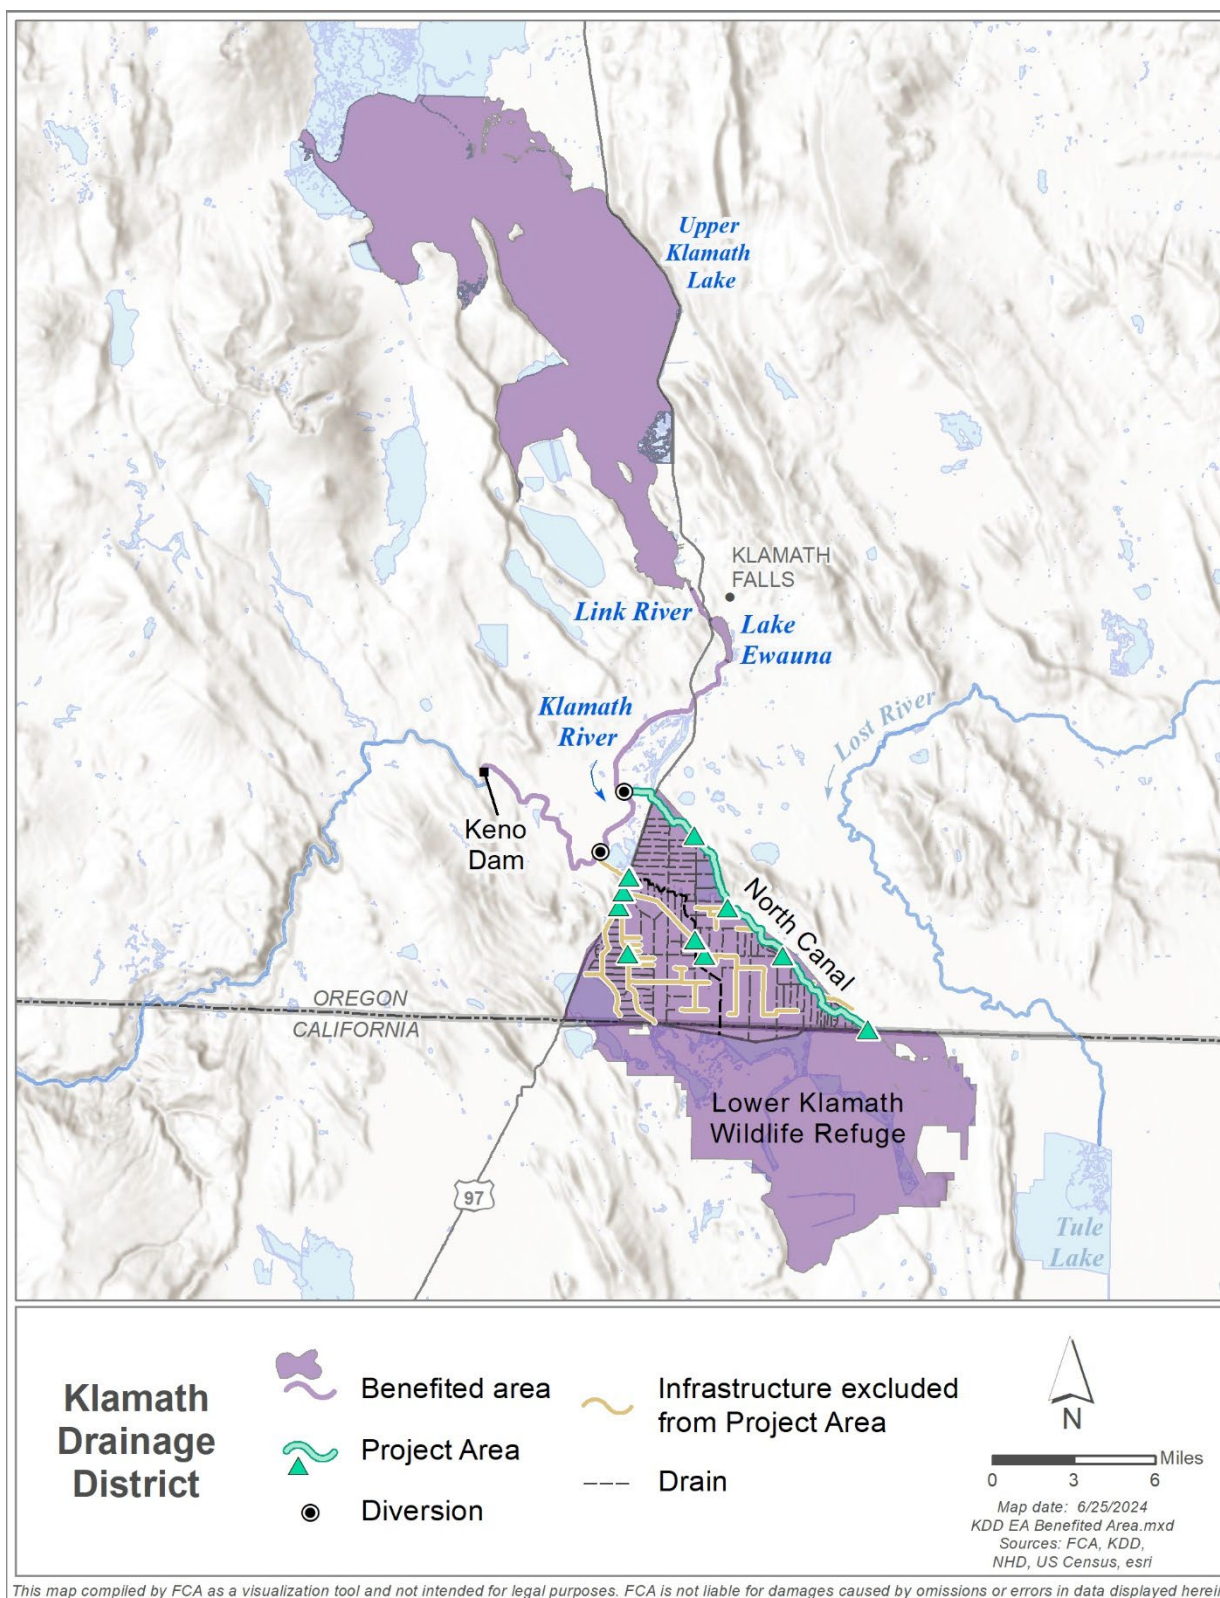 Upper
Klamath
Lake
KLAMATH
FALLS
Link River
Lake
Ewauna
Klamath
River
Lost River
Keno
Dam
North Canal
OREGON
CALIFORNIA
Lower Klamath
Wildlife Refuge
97
Tule
Lake
Klamath
Drainage
District
Benefited area
Project Area
Diversion
Infrastructure excluded
from Project Area
Drain
N
0 3 6 Miles
Map date: 6/25/2024
KDD EA Benefited Area.mxd
Sources: FCA, KDD,
NHD, US Census, esri
This map compiled by FCA as a visualization tool and not intended for legal purposes. FCA is not liable for damages caused by omissions or errors in data displayed herein